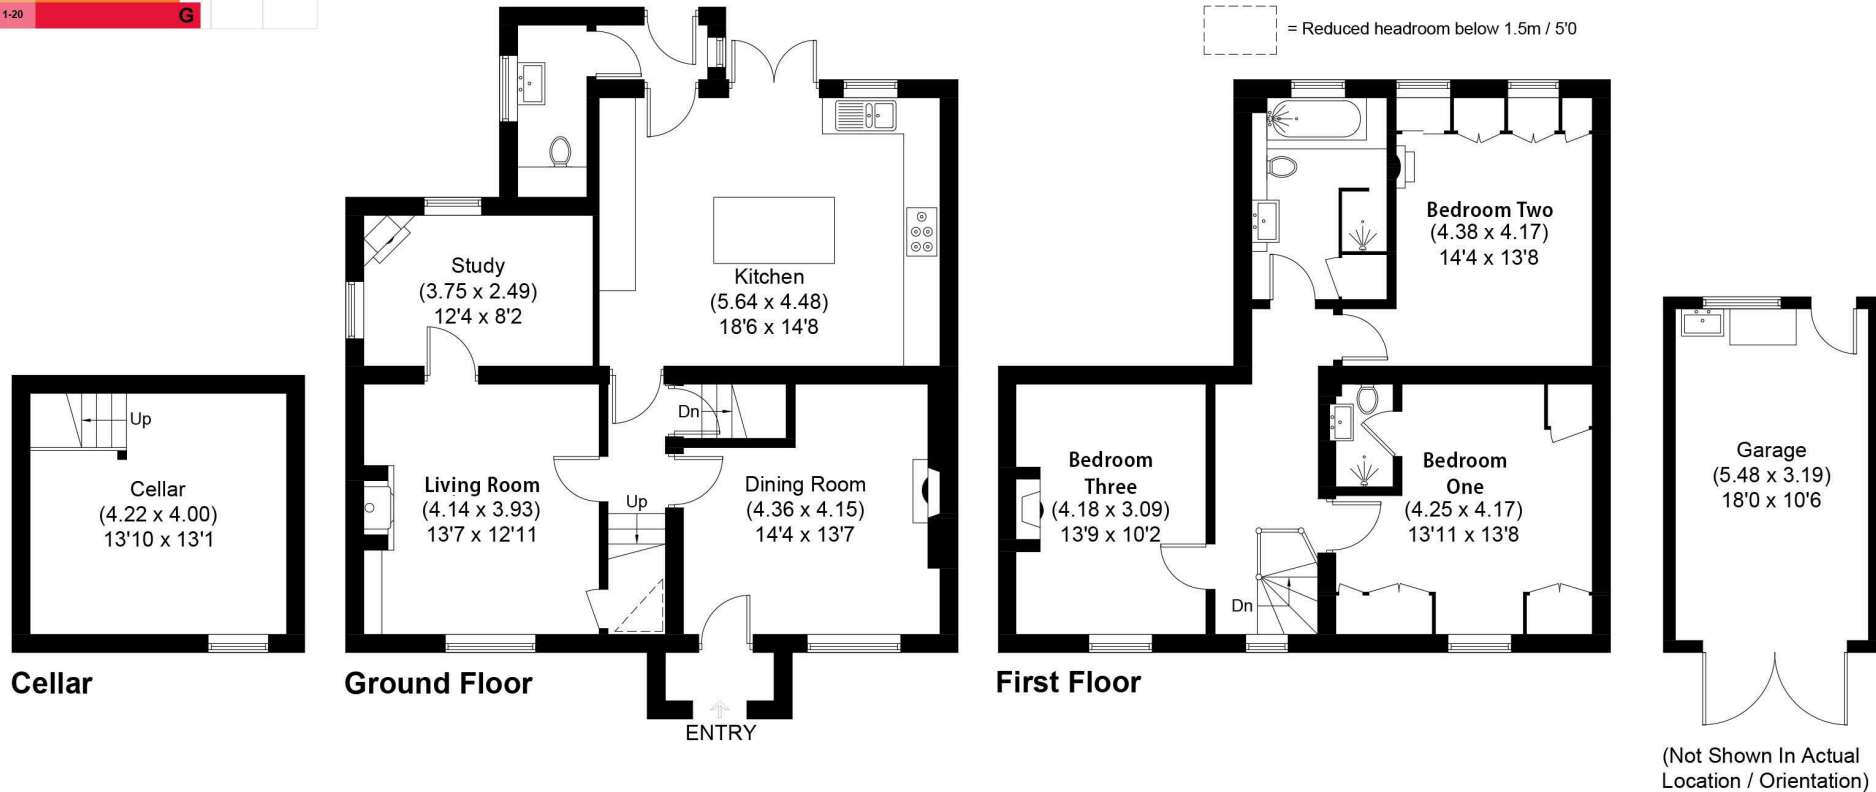 1-20
G
= Reduced headroom below 1.5m / 5'0
Study
(3.75 x 2.49)
12'4 x 8'2
Kitchen
(5.64 x 4.48)
18'6 x 14'8
Bedroom Two
(4.38 x 4.17)
14'4 x 13'8
Up
Cellar
(4.22 x 4.00)
13'10 x 13'1
Living Room
(4.14 x 3.93)
13'7 x 12'11
Dn
Up
Dining Room
(4.36 x 4.15)
14'4 x 13'7
Bedroom
Three
(4.18 x 3.09)
13'9 x 10'2
Dn
Bedroom
One
(4.25 x 4.17)
13'11 x 13'8
Garage
(5.48 x 3.19)
18'0 x 10'6
Cellar
Ground Floor
First Floor
ENTRY
(Not Shown In Actual
Location / Orientation)